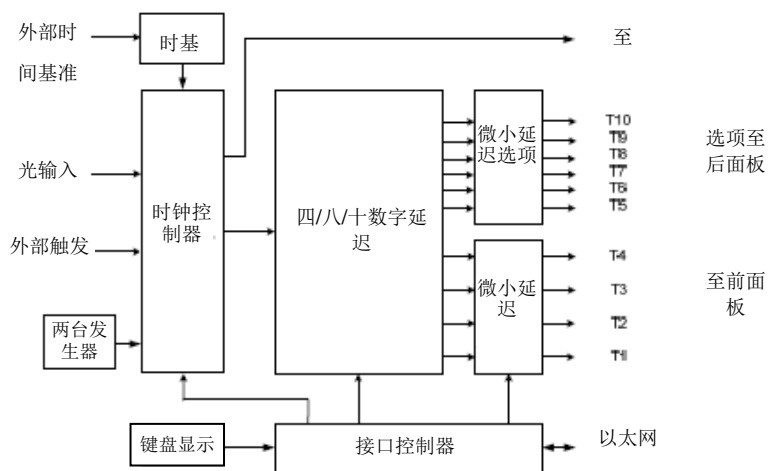 外部时
间基准
时基
至
光输入
外部触发
两台发
生器
时钟控
制器
四/八/十数字延
迟
微小延
迟选项
T10
T9
T8
T7
T6
T5
选项至
后面板
微小延
迟
T4
T3
T2
T1
至前面
板
键盘显示
接口控制器
以太网